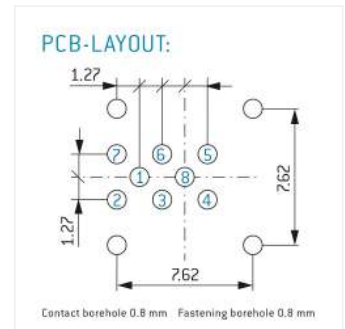 PCB-LAYOUT:
1.27
7 6 5
1 8
2 3 4
1.27
7.62
7.62
Contact borehole 0.8 mm Fastening borehole 0.8 mm